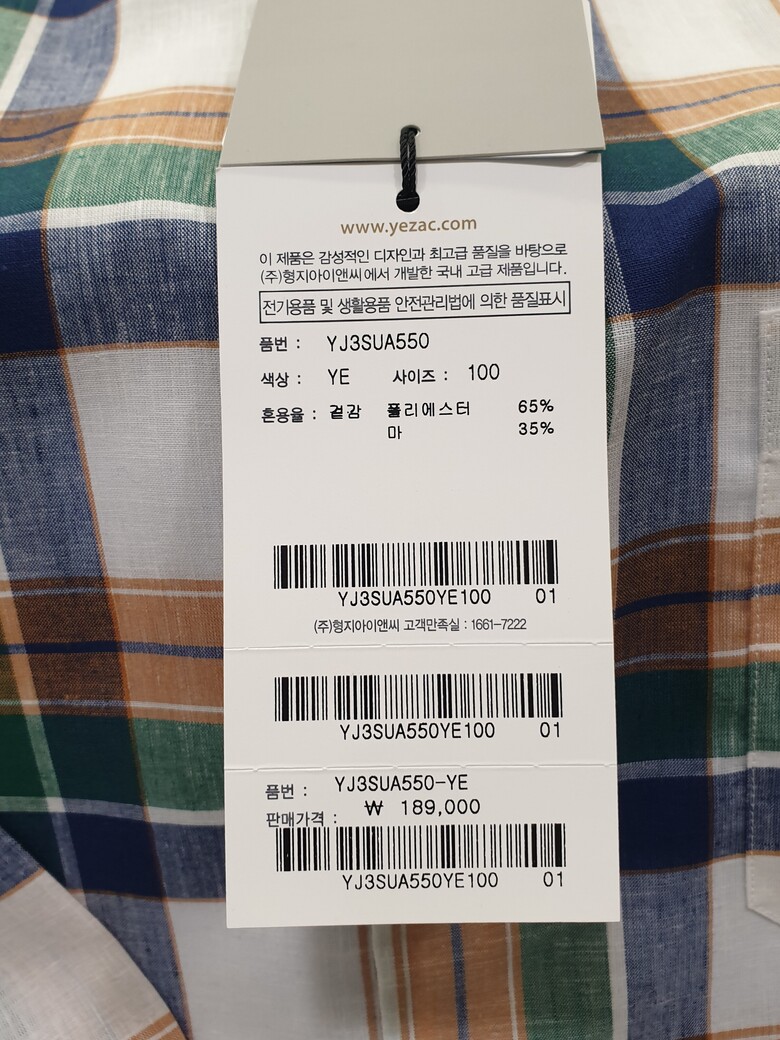 www.yezac.com
이 제품은 감성적인 디자인과 최고급 품질을 바탕으로
(주)형지아이앤씨에서 개발한 국내 고급 제품입니다.
전기용품 및 생활용품 안전관리법에 의한 품질표시
품번 : YJ3SUA550
색상 : YE 사이즈 : 100
혼용율 : 겉감 폴리에스터 65%
마 35%
YJ3SUA550YE100 01
(주)형지아이앤씨 고객만족실 : 1661-7222
YJ3SUA550YE100 01
품번 : YJ3SUA550-YE
판매가격 : ₩ 189,000
YJ3SUA550YE100 01